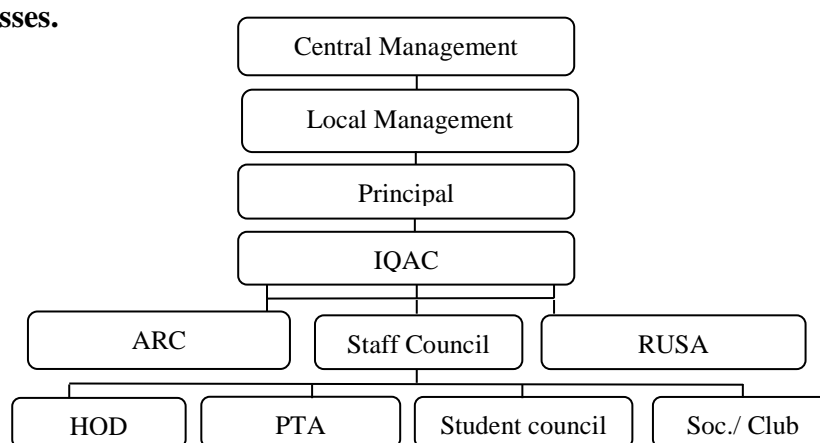 sses.
Central Management
Local Management
Principal
IQAC
ARC Staff Council RUSA
HOD PTA Student council Soc./ Club